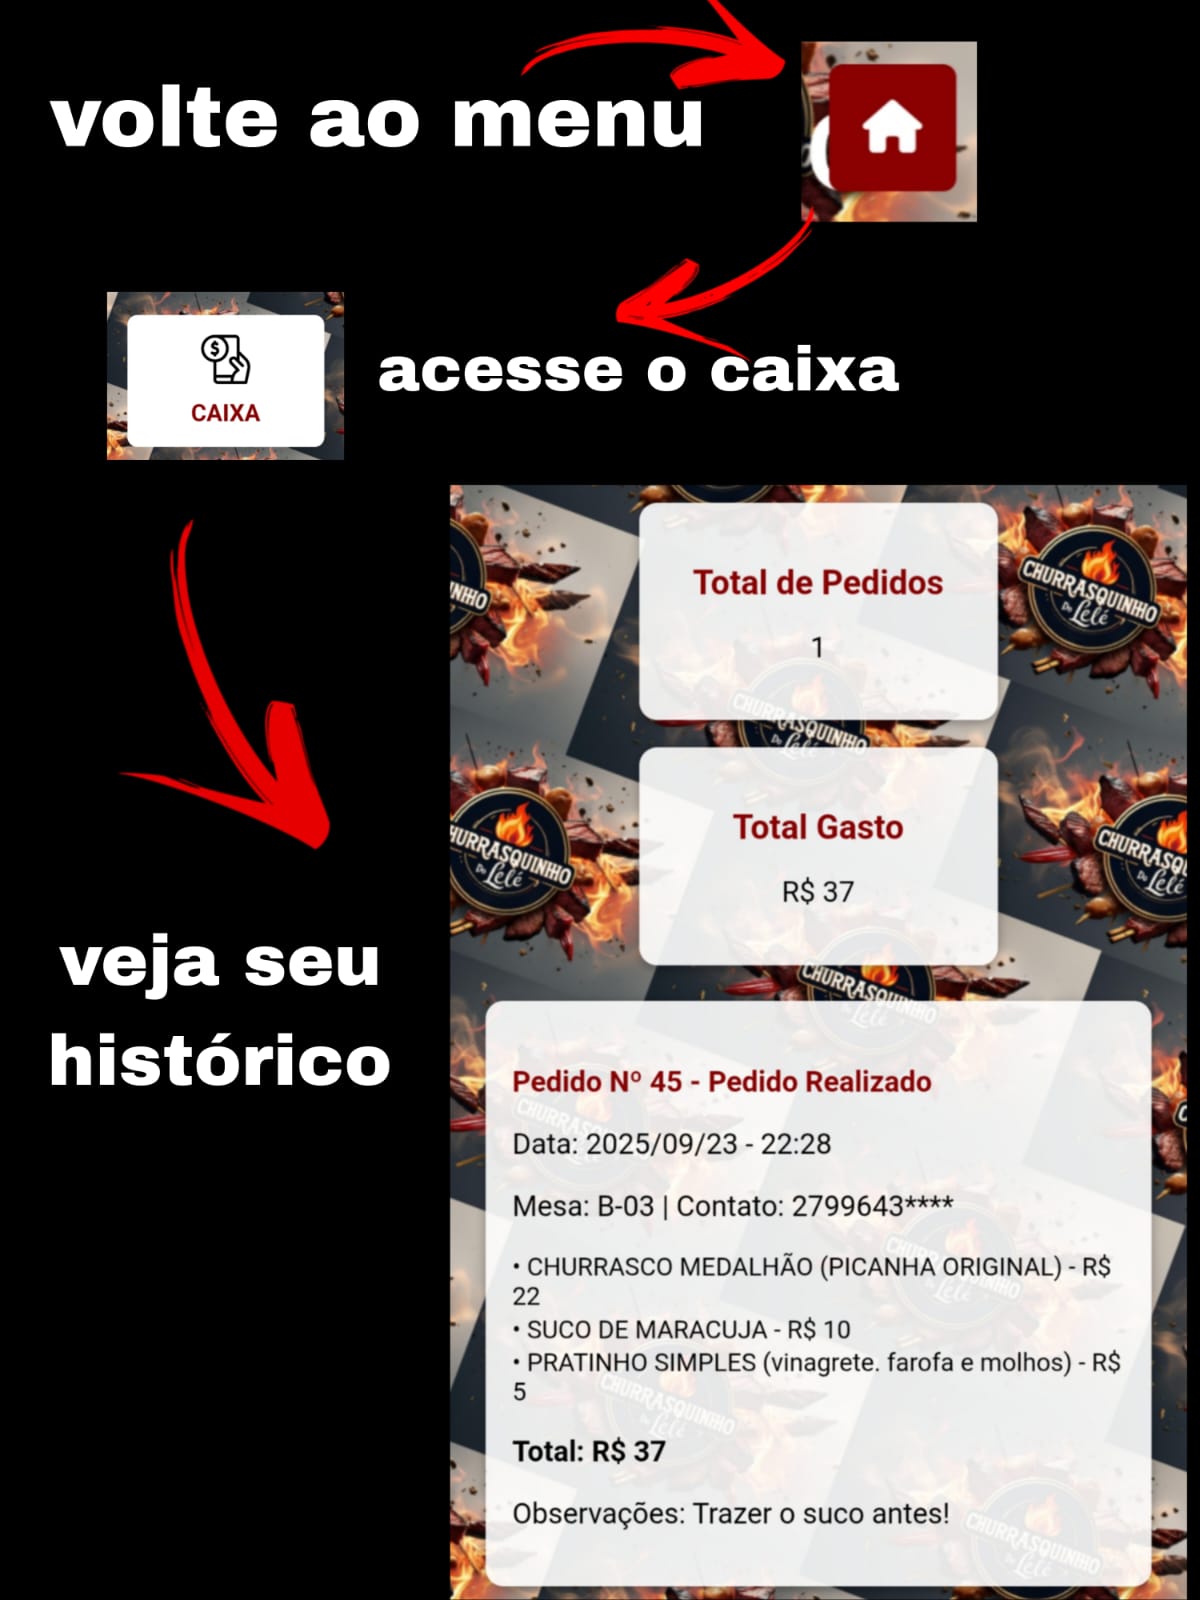 volte ao menu
CAIXA
acesse o caixa
Total de Pedidos
1
CHURRASQUINHO
Do Lelé
Total Gasto
R$ 37
veja seu
histórico
Pedido Nº 45 - Pedido Realizado
Data: 2025/09/23 - 22:28
Mesa: B-03 | Contato: 2799643****
• CHURRASCO MEDALHÃO (PICANHA ORIGINAL) - R$
22
• SUCO DE MARACUJA - R$ 10
• PRATINHO SIMPLES (vinagrete. farofa e molhos) - R$
5
Total: R$ 37
Observações: Trazer o suco antes!